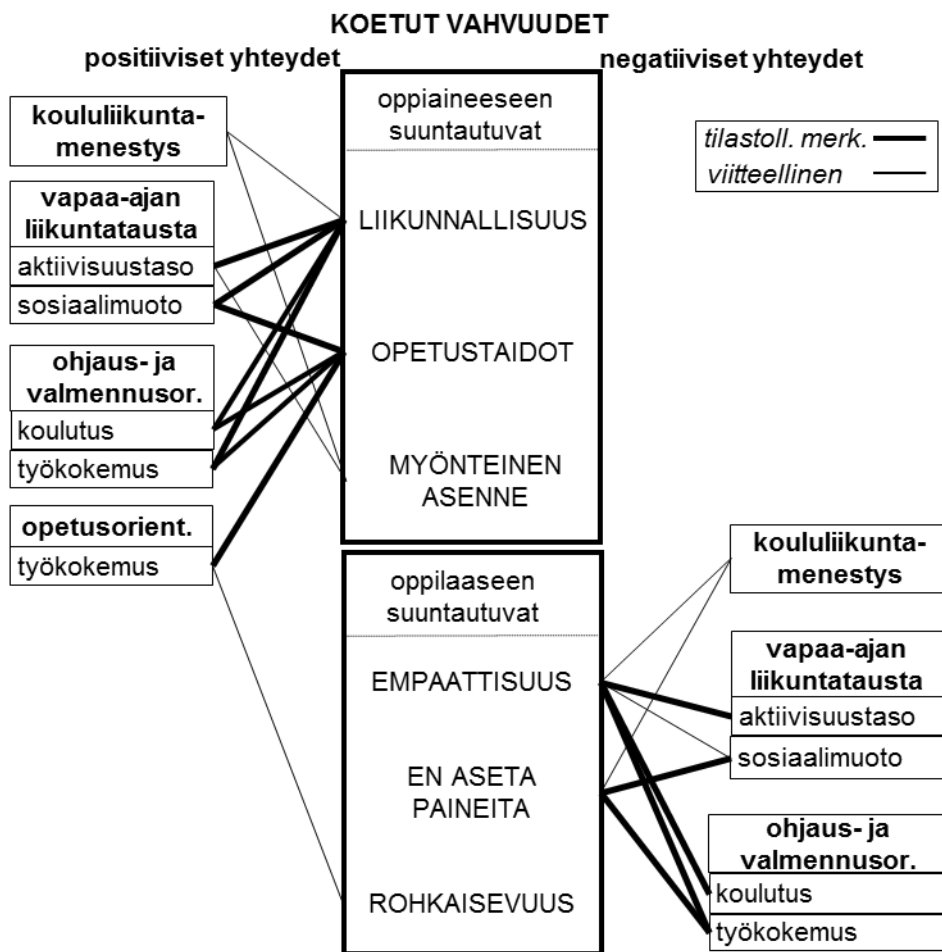 KOETUT VAHVUUDET
positiiviset yhteydet
negatiiviset yhteydet
koululiikunta-
menestys
vapaa-ajan
liikuntatausta
aktiivisuustaso
sosiaalimuoto
ohjaus- ja
valmennusor.
koulutus
työkokemus
opetusorient.
työkokemus
oppiaineeseen
suuntautuvat
LIIKUNNALLISUUS
OPETUSTAIDOT
MYÖNTEINEN
ASENNE
oppilaaseen
suuntautuvat
EMPAATTISUUS
EN ASETA
PAINEITA
ROHKAISEVUUS
tilastoll. merk.
viitteellinen
koululiikunta-
menestys
vapaa-ajan
liikuntatausta
aktiivisuustaso
sosiaalimuoto
ohjaus- ja
valmennusor.
koulutus
työkokemus